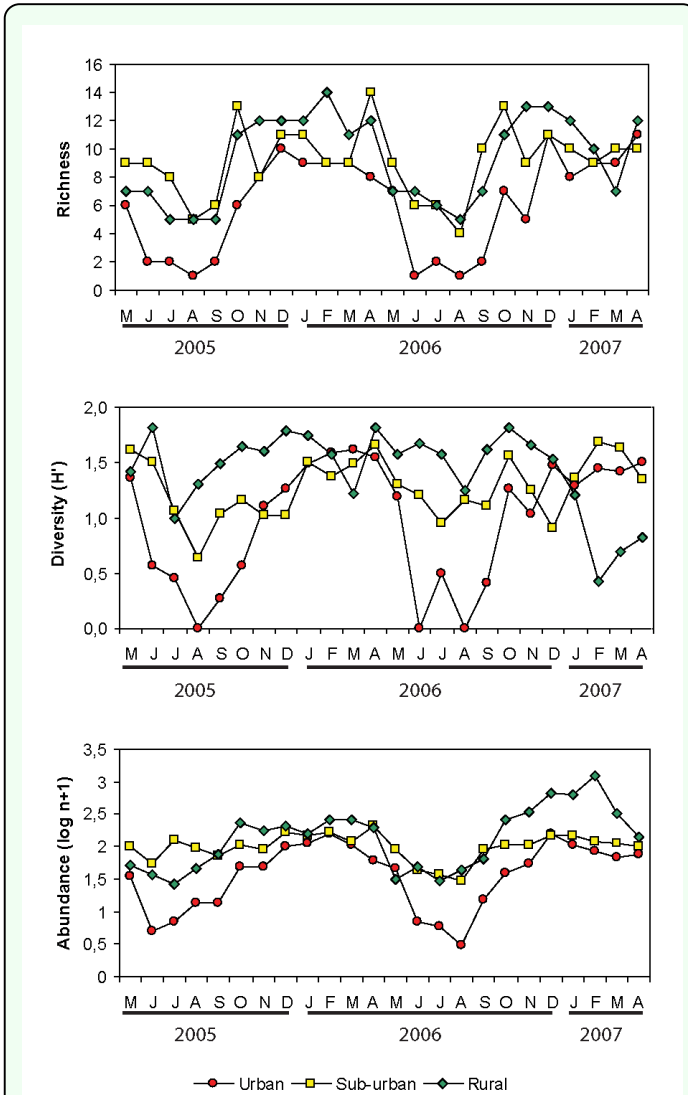 Richness
16
14
12
10
8
6
4
2
0
M J J A S O N D J F M A M J J A S O N D J F M A
2005 2006 2007
Diversity (H')
2,0
1,5
1,0
0,5
0,0
M J J A S O N D J F M A M J J A S O N D J F M A
2005 2006 2007
Abundance (log n+1)
3,5
3
2,5
2
1,5
1
0,5
0
M J J A S O N D J F M A M J J A S O N D J F M A
2005 2006 2007
Urban Sub-urban Rural